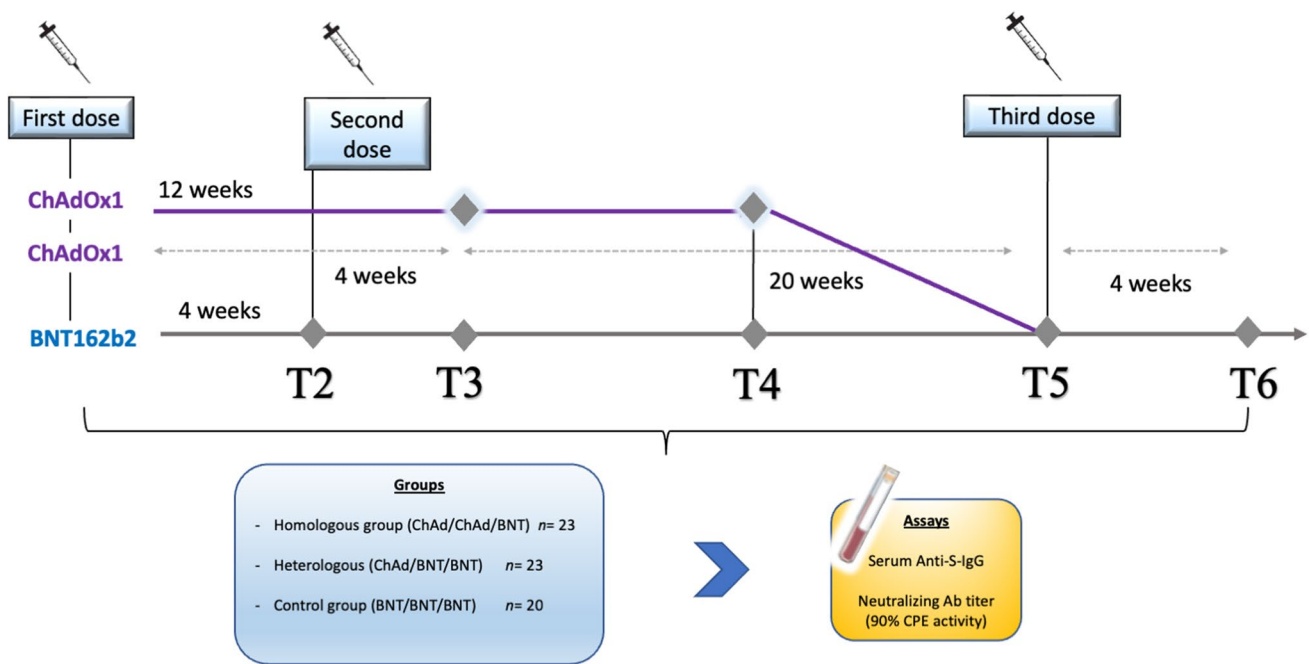 First dose
Second
dose
Third dose
ChAdOx1
12 weeks
ChAdOx1
4 weeks
20 weeks
4 weeks
4 weeks
BNT162b2
T2
T3
T4
T5
T6
Groups
- Homologous group (ChAd/ChAd/BNT) n= 23
- Heterologous (ChAd/BNT/BNT) n= 23
- Control group (BNT/BNT/BNT) n= 20
Assays
Serum Anti-S-IgG
Neutralizing Ab titer
(90% CPE activity)